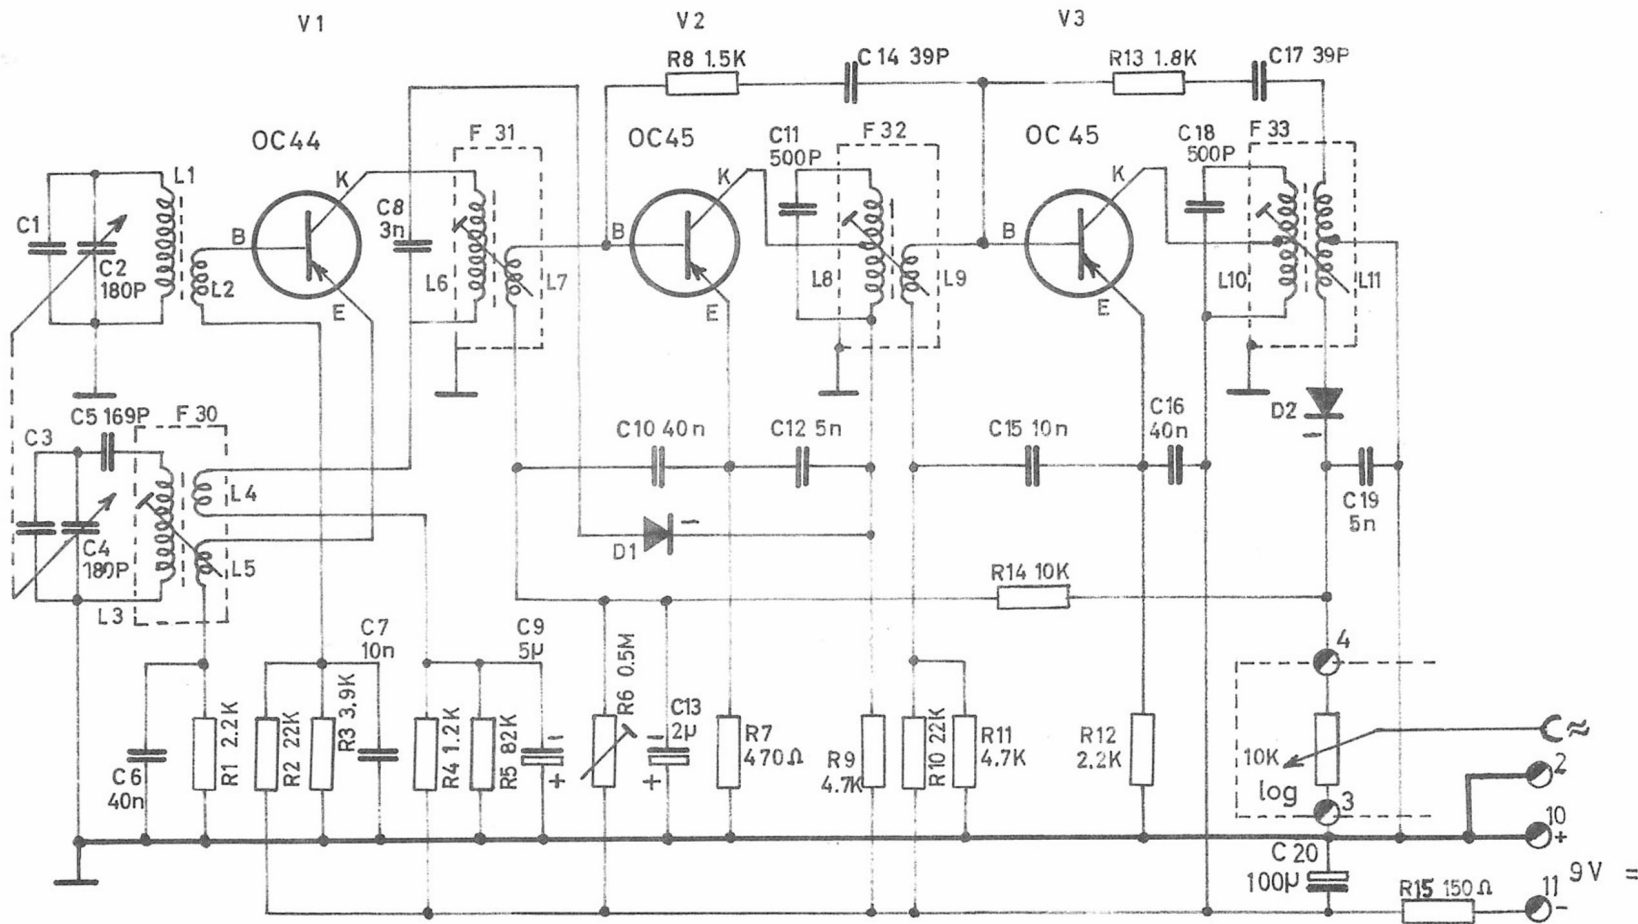 V1
V2
V3
R8 1.5K
C 14 39P
R13 1.8K
C17 39P
OC44
F 31
OC45
C11
500P
F 32
OC 45
C18
500P
F 33
L1
K
C8
3n
K
K
C1
B
B
B
C2
180P
L2
L6
L7
L8
L9
L10
L11
E
E
E
C5 169P
F 30
C3
C10 40n
C12 5n
C15 10n
C16
40n
D2
−
L4
C19
5n
C4
180P
D1
−
L5
R14 10K
L3
C7
10n
C9
5µ
R6 0.5M
4
C 6
40n
R1 2.2K
R2 22K
R3 3.9K
R4 1.2K
R5 82K
−
+
C13
2µ
−
+
R7
470Ω
R9
4.7K
R10 22K
R11
4.7K
R12
2.2K
10K
log
3
≈
2
10
+
C 20
100µ
R15 150Ω
11
−
9V =